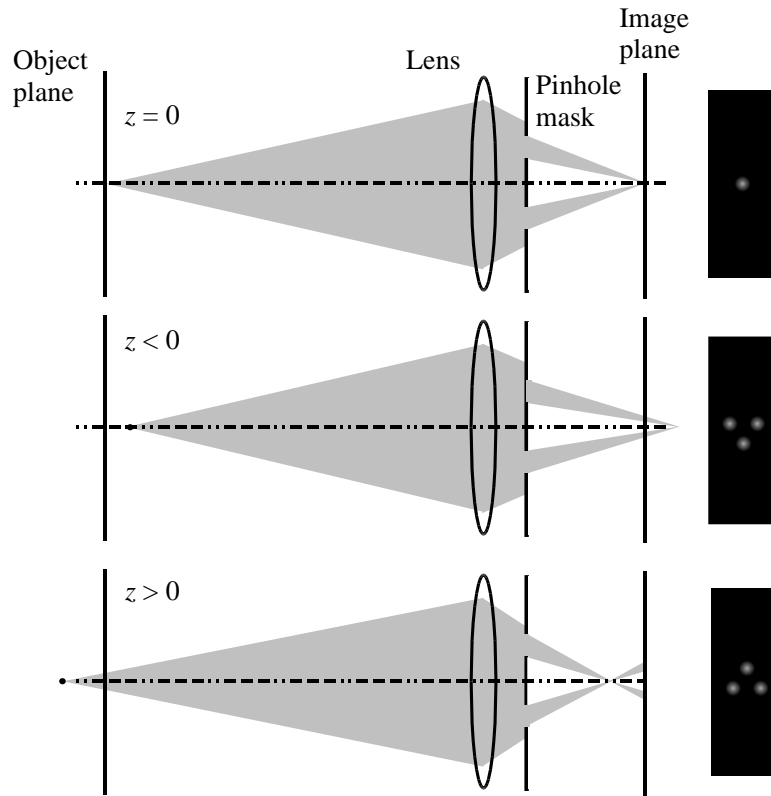 Object
plane
Lens
Image
plane
Pinhole
mask
z = 0
z < 0
z > 0